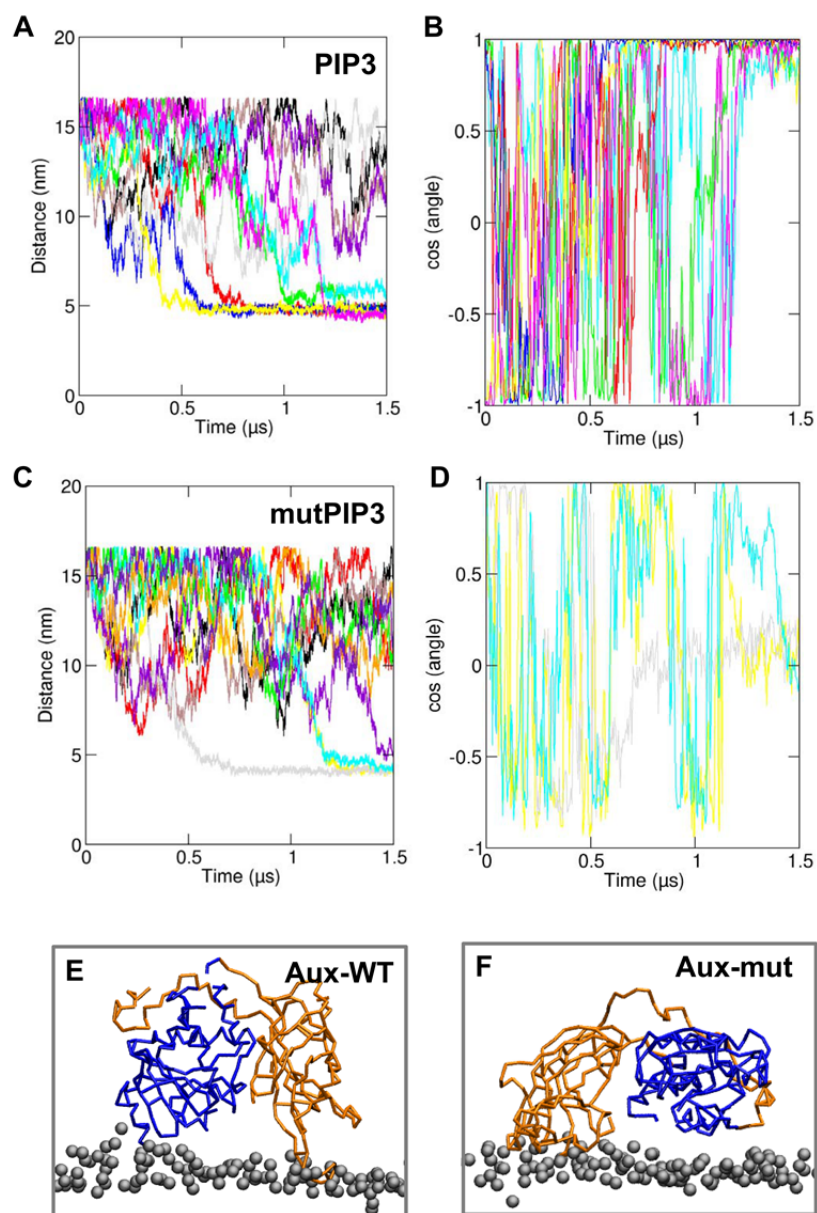 A
B
20
15
10
5
0
Distance (nm)
PIP3
0
0.5
1
1.5
Time (μs)
1
0.5
0
-0.5
-1
cos (angle)
0
0.5
1
1.5
Time (μs)
C
D
20
15
10
5
0
Distance (nm)
mutPIP3
0
0.5
1
1.5
Time (μs)
1
0.5
0
-0.5
-1
cos (angle)
0
0.5
1
1.5
Time (μs)
E
Aux-WT
F
Aux-mut